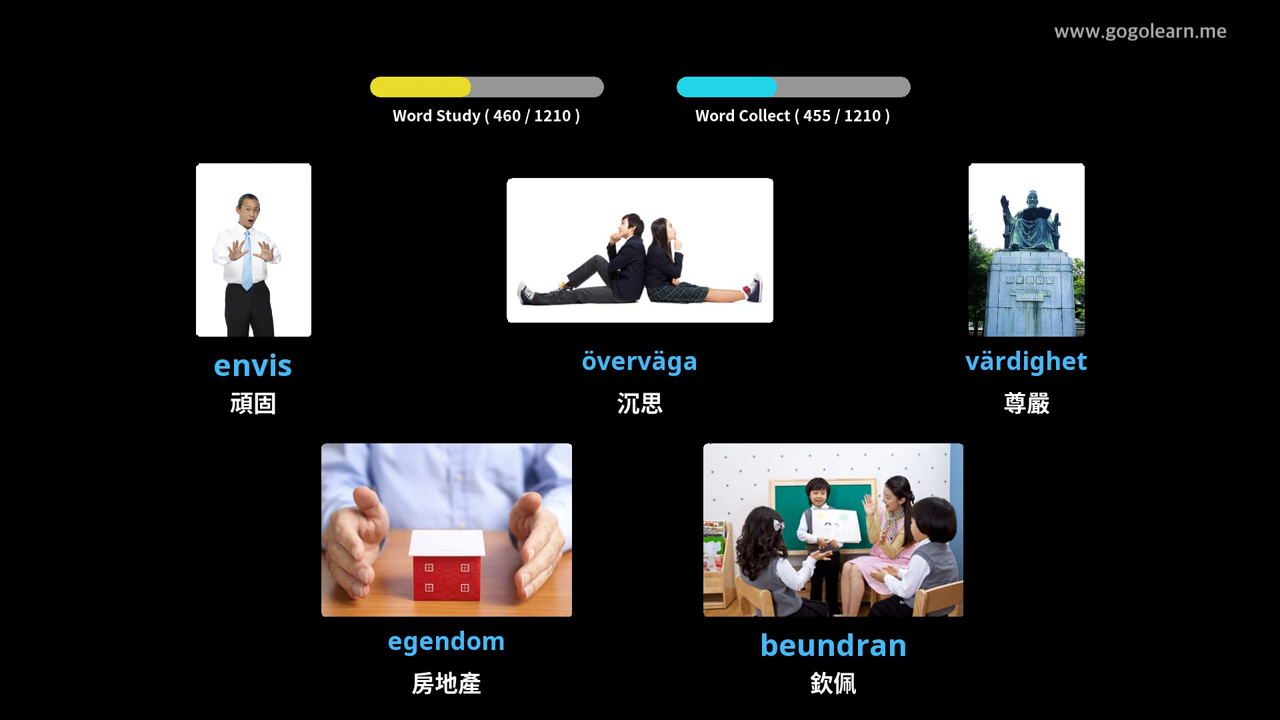 www.gogolearn.me
Word Study ( 460 / 1210 )
Word Collect ( 455 / 1210 )
envis
頑固
överväga
沉思
värdighet
尊嚴
egendom
房地產
beundran
欽佩